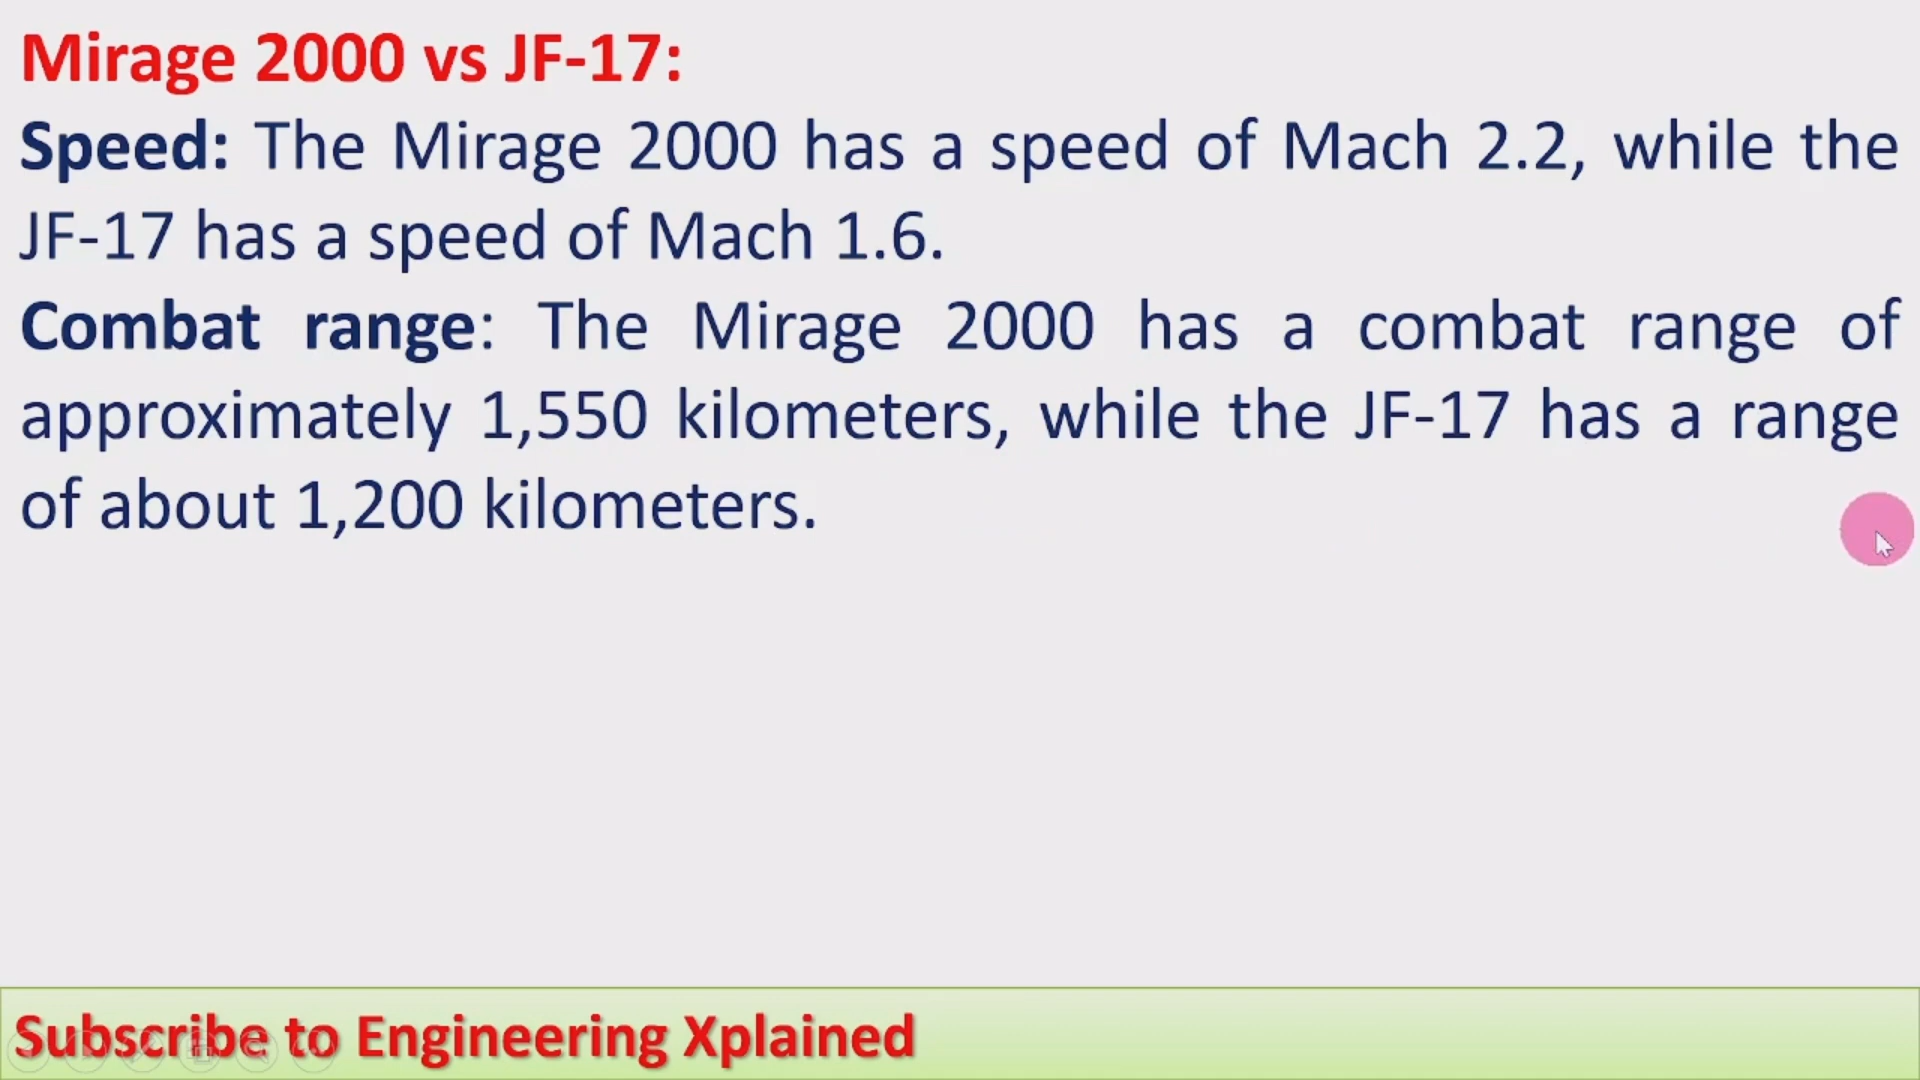 Mirage 2000 vs JF-17:
Speed: The Mirage 2000 has a speed of Mach 2.2, while the
JF-17 has a speed of Mach 1.6.
Combat range: The Mirage 2000 has a combat range of
approximately 1,550 kilometers, while the JF-17 has a range
of about 1,200 kilometers.
Subscribe to Engineering Xplained